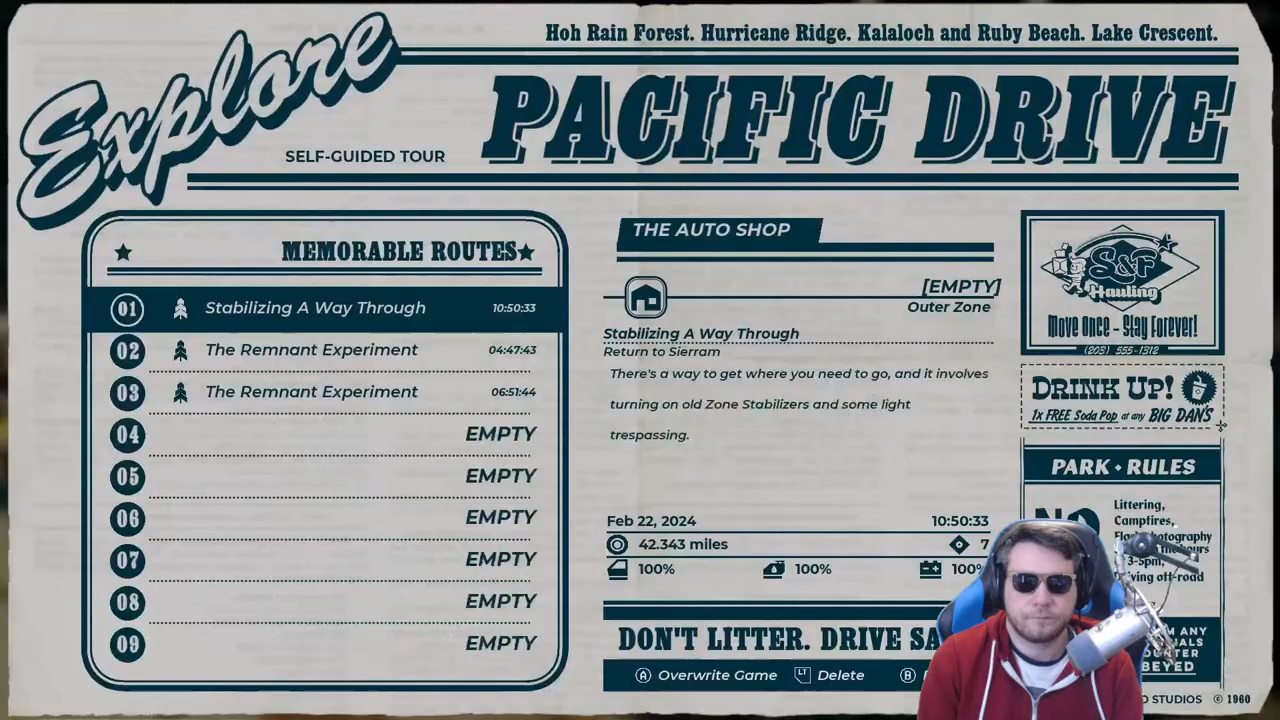 Explore
Hoh Rain Forest. Hurricane Ridge. Kalaloch and Ruby Beach. Lake Crescent.
PACIFIC DRIVE
SELF-GUIDED TOUR
MEMORABLE ROUTES
01 Stabilizing A Way Through 10:50:33
02 The Remnant Experiment 04:47:43
03 The Remnant Experiment 06:51:44
04 EMPTY
05 EMPTY
06 EMPTY
07 EMPTY
08 EMPTY
09 EMPTY
THE AUTO SHOP
[EMPTY]
Outer Zone
Stabilizing A Way Through
Return to Sierram
There's a way to get where you need to go, and it involves
turning on old Zone Stabilizers and some light
trespassing.
Feb 22, 2024 10:50:33
42.343 miles 7
100% 100% 100%
DON'T LITTER. DRIVE SA
A Overwrite Game LT Delete B
S&F
Hauling
Move Once - Stay Forever!
(203) 555-1312
DRINK UP!
1x FREE Soda Pop at any BIG DAN'S
PARK • RULES
Littering,
Campfires,
3-5pm,
off-road
ANY
BEYED
STUDIOS © 1960